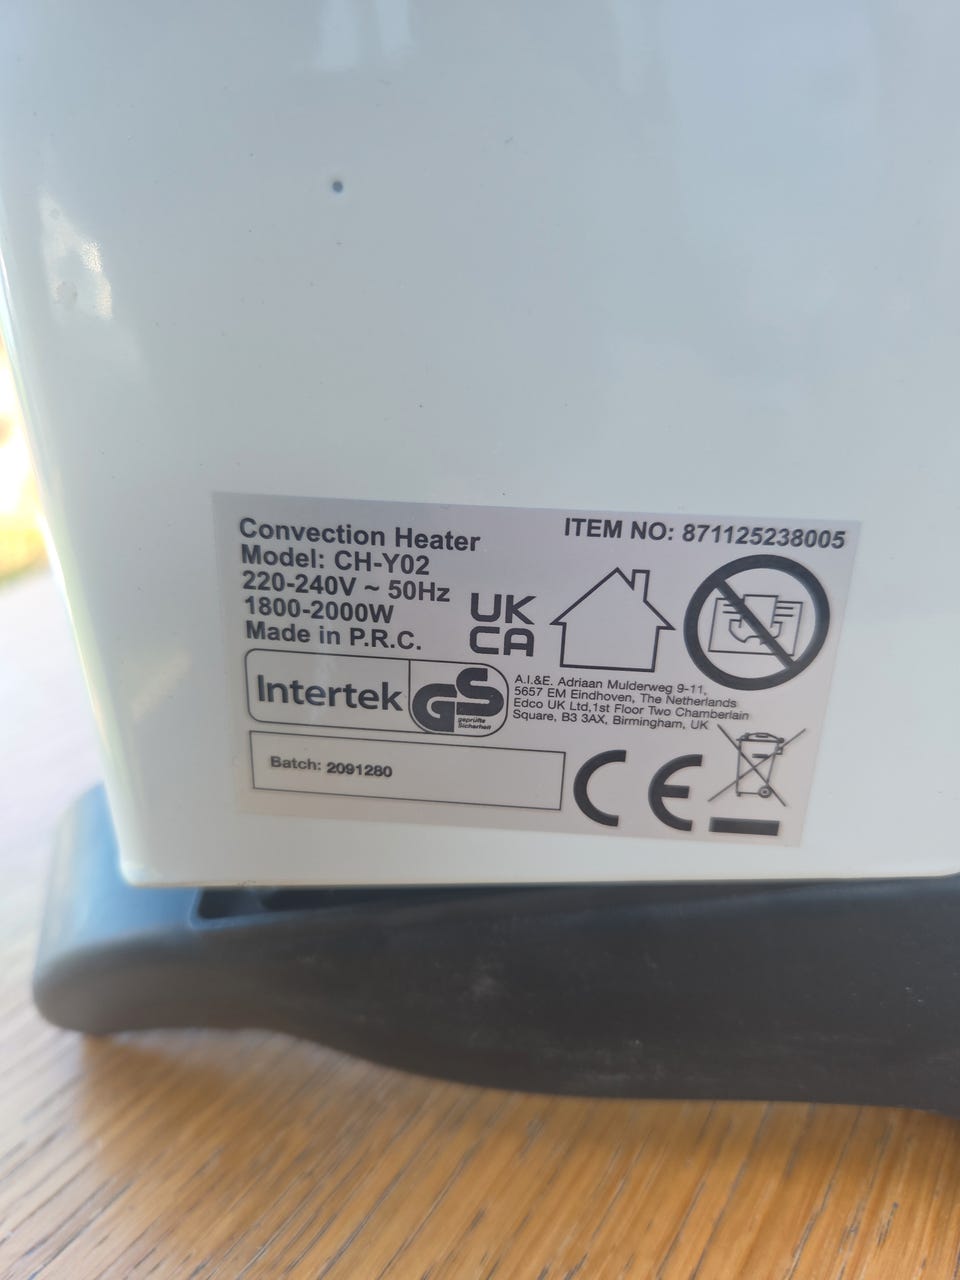 Convection Heater
Model: CH-Y02
220-240V ~ 50Hz
1800-2000W
Made in P.R.C.
ITEM NO: 871125238005
UK
CA
Intertek
GS
geprüfte
Sicherheit
A.I.&E. Adriaan Mulderweg 9-11,
5657 EM Eindhoven, The Netherlands
Edco UK Ltd,1st Floor Two Chamberlain
Square, B3 3AX, Birmingham, UK
Batch: 2091280
CE